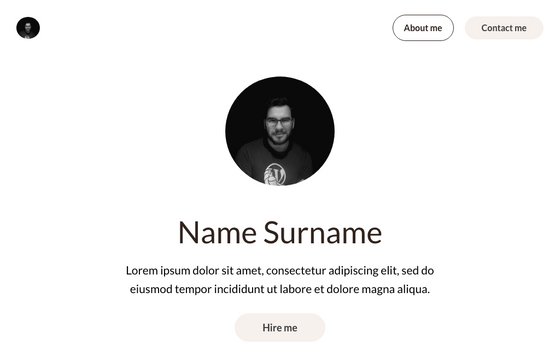 About me
Contact me
Name Surname
Lorem ipsum dolor sit amet, consectetur adipiscing elit, sed do
eiusmod tempor incididunt ut labore et dolore magna aliqua.
Hire me